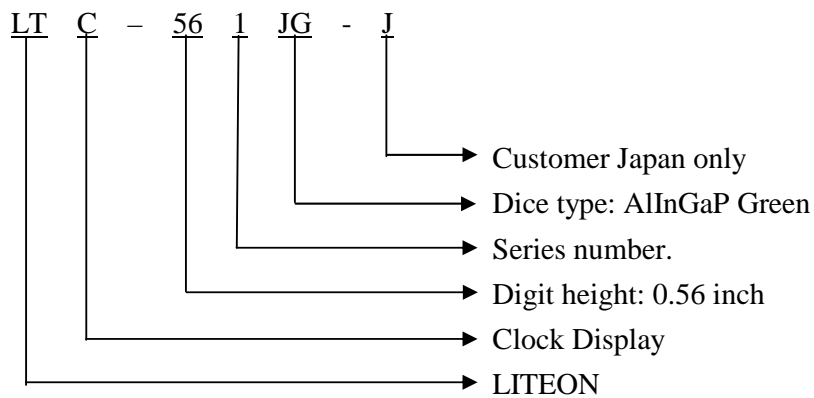 LT C – 56 1 JG - J
Customer Japan only
Dice type: AlInGaP Green
Series number.
Digit height: 0.56 inch
Clock Display
LITEON